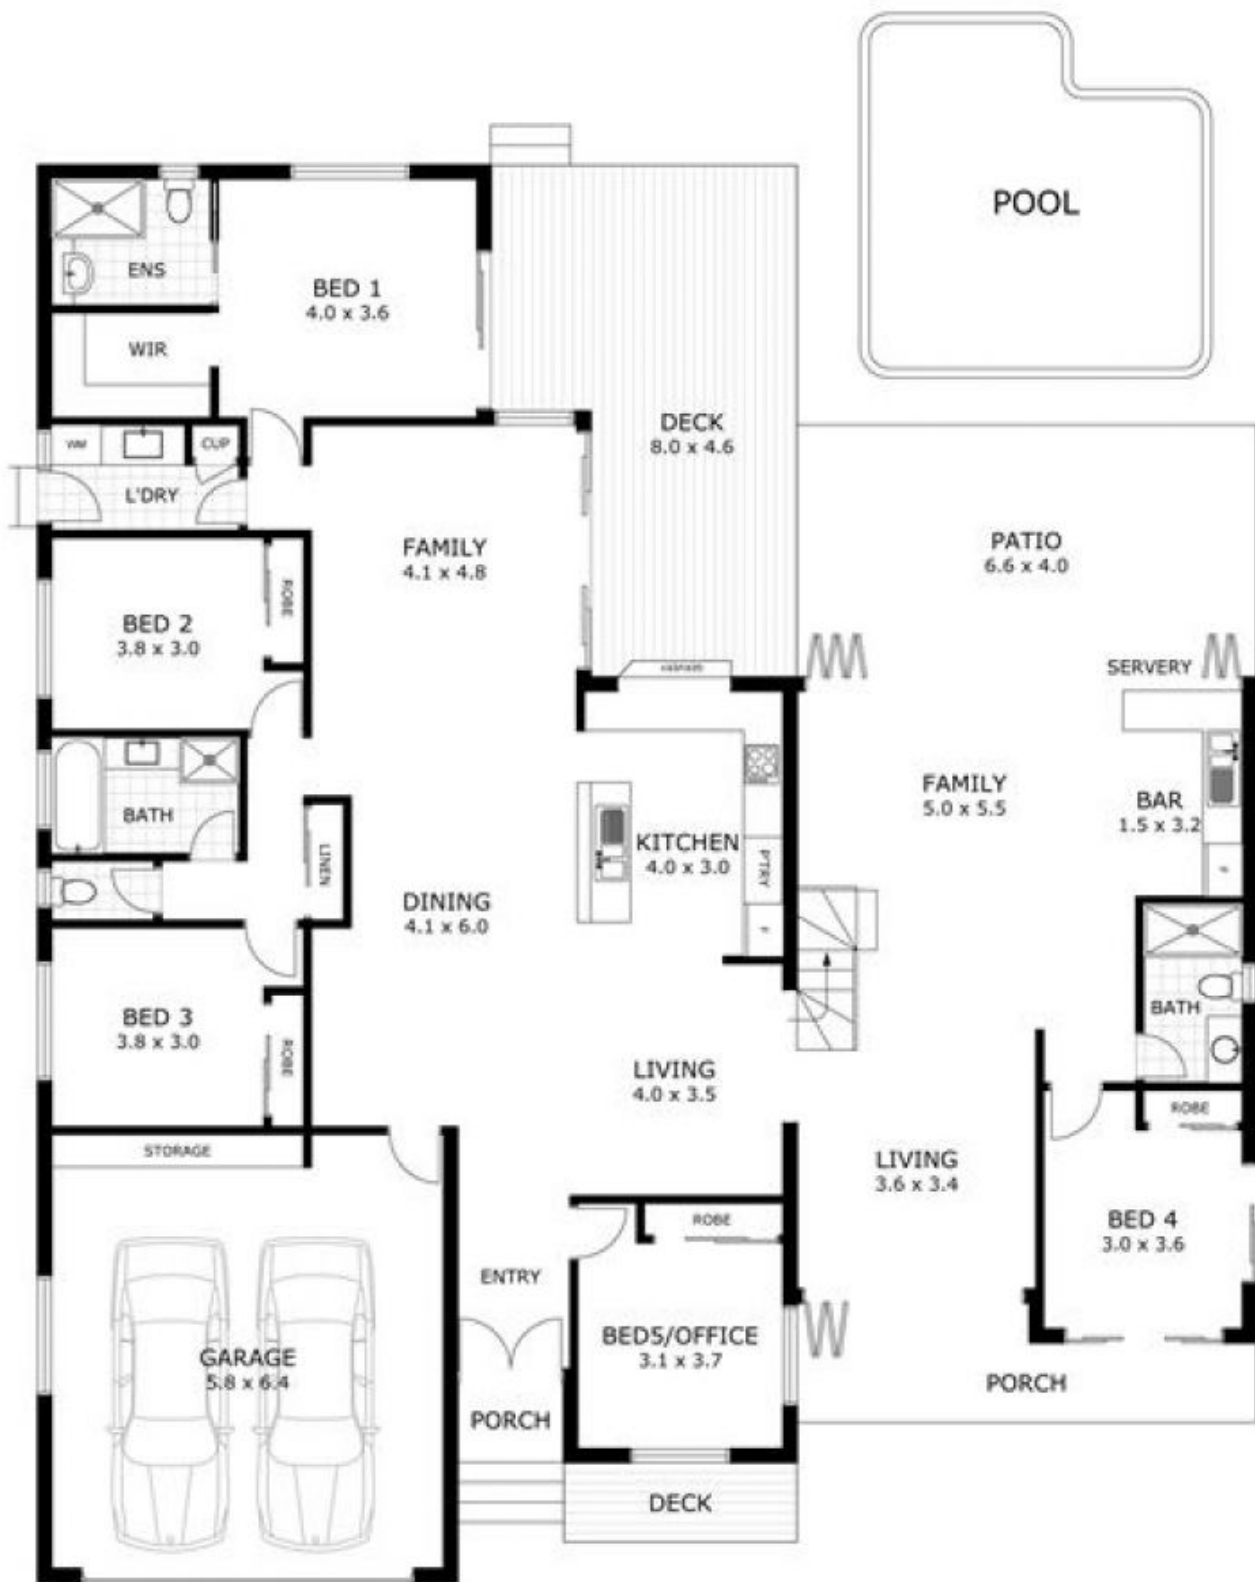 POOL
ENS
BED 1
4.0 x 3.6
WIR
DECK
8.0 x 4.6
WM
CUP
L'DRY
FAMILY
4.1 x 4.8
PATIO
6.6 x 4.0
ROBE
BED 2
3.8 x 3.0
SERVERY
FAMILY
5.0 x 5.5
BAR
1.5 x 3.2
BATH
KITCHEN
4.0 x 3.0
PTRY
LINEN
F
F
DINING
4.1 x 6.0
BED 3
3.8 x 3.0
ROBE
BATH
LIVING
4.0 x 3.5
ROBE
STORAGE
LIVING
3.6 x 3.4
ROBE
BED 4
3.0 x 3.6
ENTRY
BED5/OFFICE
3.1 x 3.7
GARAGE
5.8 x 6.4
PORCH
PORCH
DECK